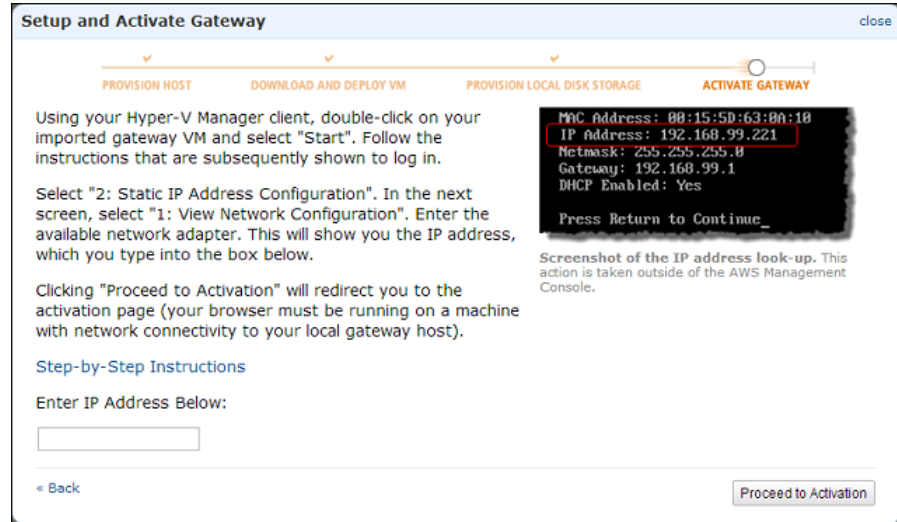 Setup and Activate Gateway
close
PROVISION HOST
DOWNLOAD AND DEPLOY VM
PROVISION LOCAL DISK STORAGE
ACTIVATE GATEWAY
Using your Hyper-V Manager client, double-click on your
imported gateway VM and select "Start". Follow the
instructions that are subsequently shown to log in.
Select "2: Static IP Address Configuration". In the next
screen, select "1: View Network Configuration". Enter the
available network adapter. This will show you the IP address,
which you type into the box below.
Clicking "Proceed to Activation" will redirect you to the
activation page (your browser must be running on a machine
with network connectivity to your local gateway host).
Step-by-Step Instructions
Enter IP Address Below:
MAC Address: 00:15:5D:63:0A:10
IP Address: 192.168.99.221
Netmask: 255.255.255.0
Gateway: 192.168.99.1
DHCP Enabled: Yes
Press Return to Continue_
Screenshot of the IP address look-up. This
action is taken outside of the AWS Management
Console.
« Back
Proceed to Activation